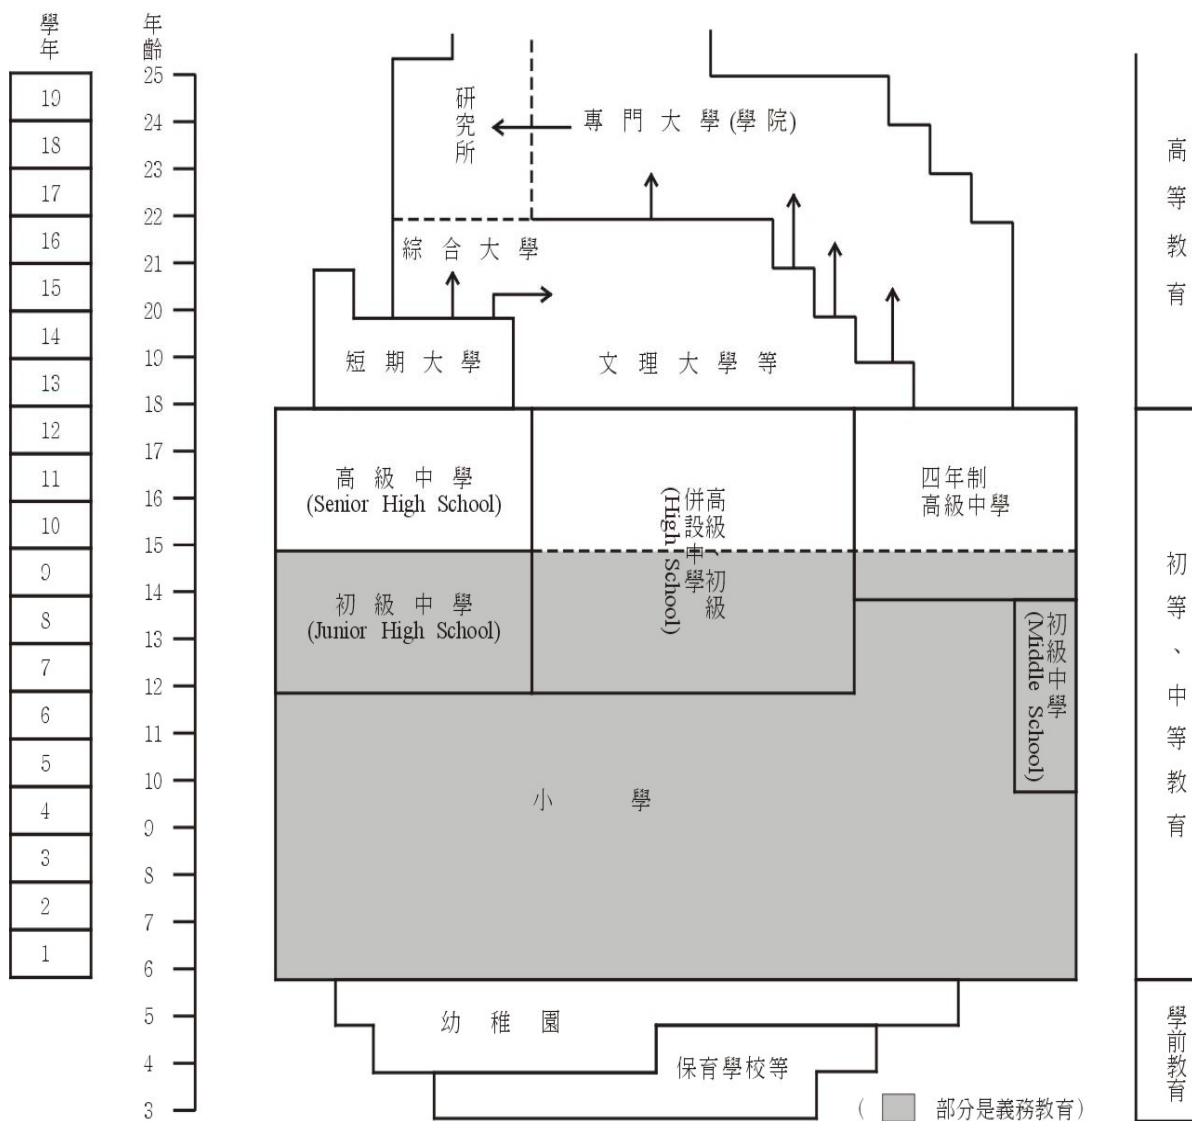 學年
年齡
25
19
24
18
23
17
22
16
21
15
20
14
19
13
18
12
17
11
16
10
15
9
14
8
13
7
12
6
11
5
10
4
9
3
8
2
7
1
6
5
4
3
研究所
專門大學(學院)
綜合大學
短期大學
文理大學等
高級中學
(Senior High School)
高級、初級
併設中學
(High School)
四年制
高級中學
初級中學
(Junior High School)
初級中學
(Middle School)
小學
幼稚園
保育學校等
( 部分是義務教育)
高等教育
初等、中等教育
學前教育